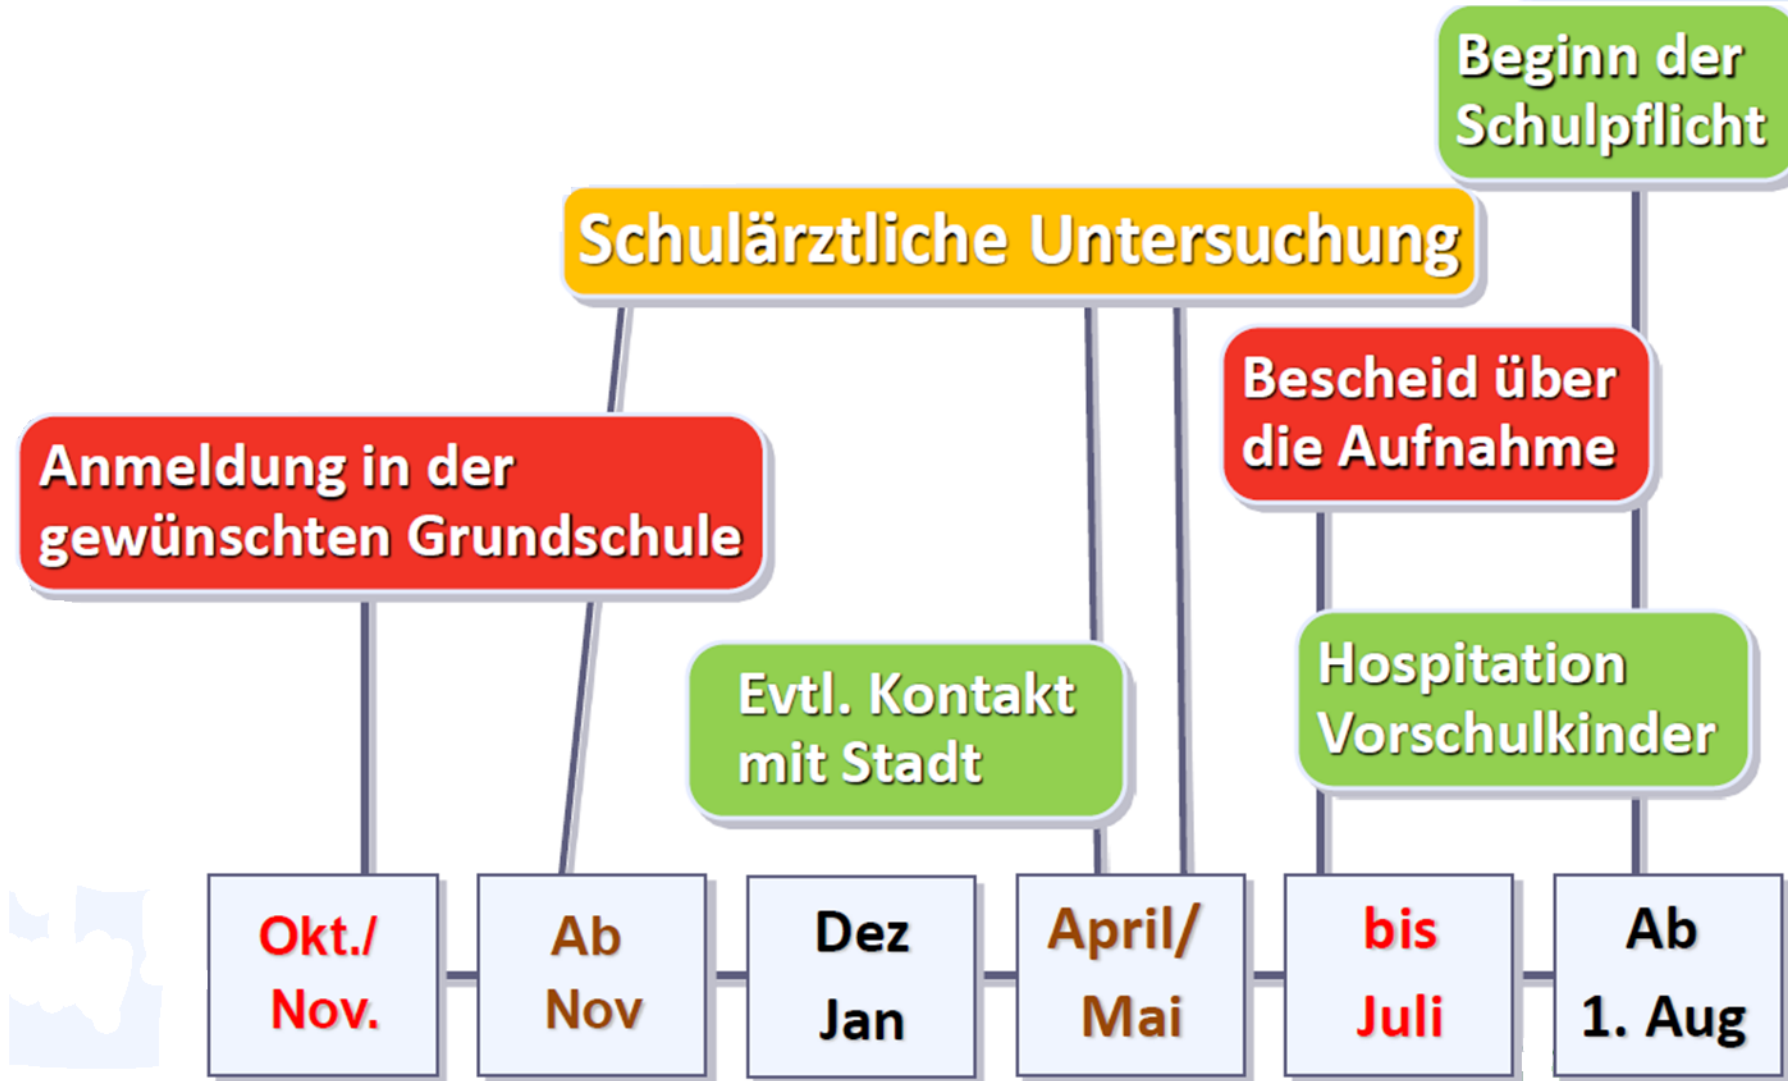 Beginn der
Schulpflicht
Schulärztliche Untersuchung
Bescheid über
die Aufnahme
Anmeldung in der
gewünschten Grundschule
Evtl. Kontakt
mit Stadt
Hospitation
Vorschulkinder
Okt./
Nov.
Ab
Nov
Dez
Jan
April/
Mai
bis
Juli
Ab
1. Aug